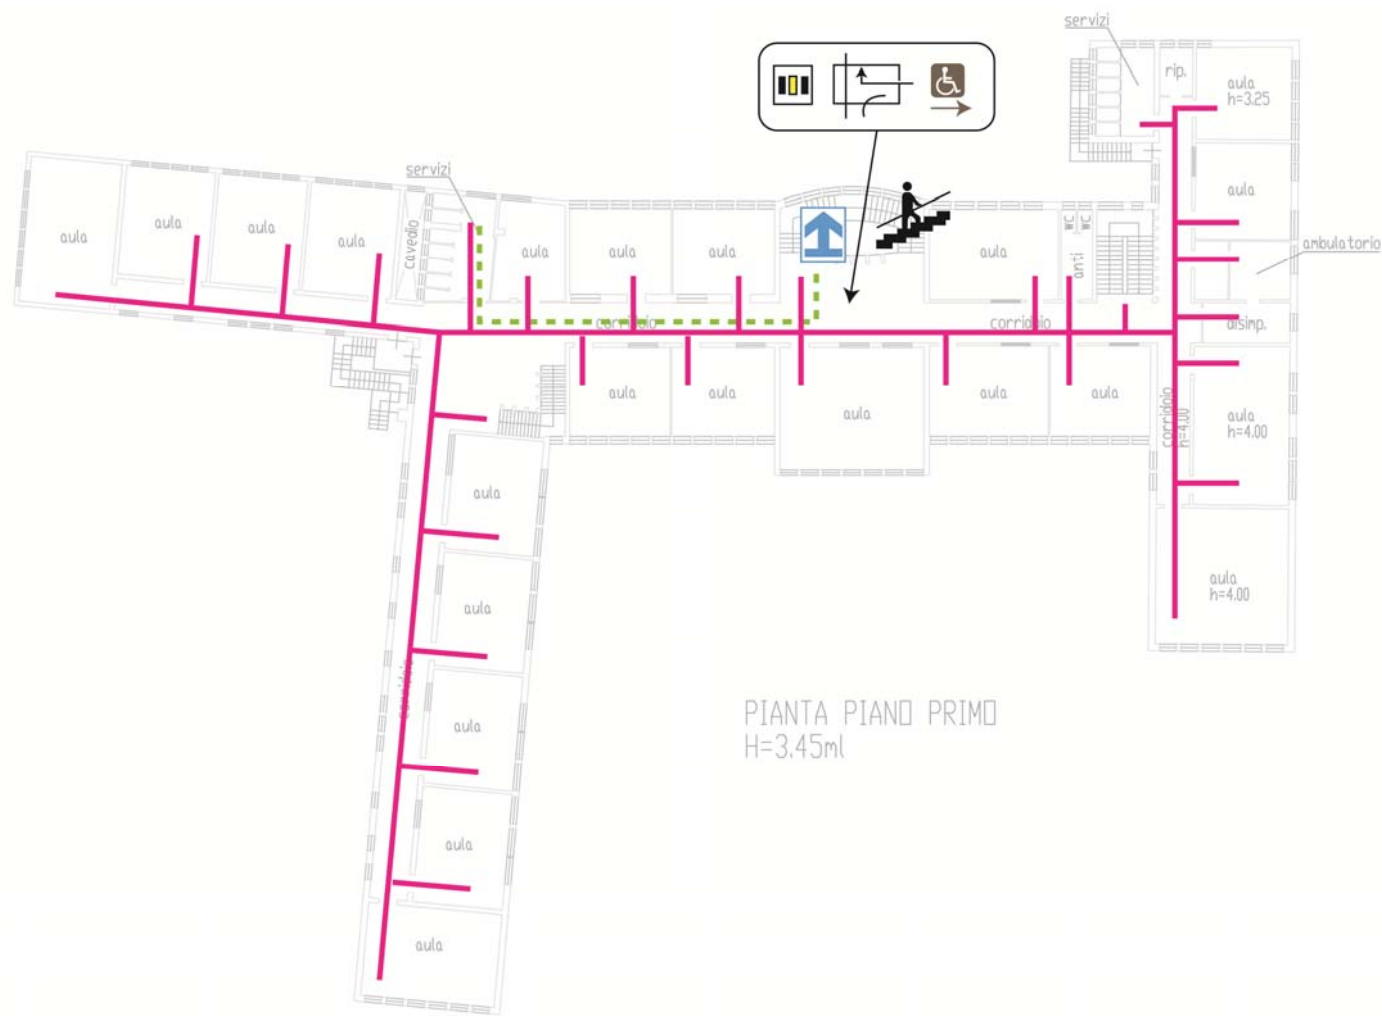 servizi
rip.
aula
h=3.25
servizi
aula
aula
aula
aula
aula
cavedio
aula
aula
aula
aula
anti
WC
WC
ambulatorio
corridoio
corridoio
disimp.
aula
aula
aula
aula
aula
corridoio
h=4.00
aula
h=4.00
aula
aula
h=4.00
aula
corridoio
aula
aula
aula
PIANTA PIANO PRIMO
H=3.45ml